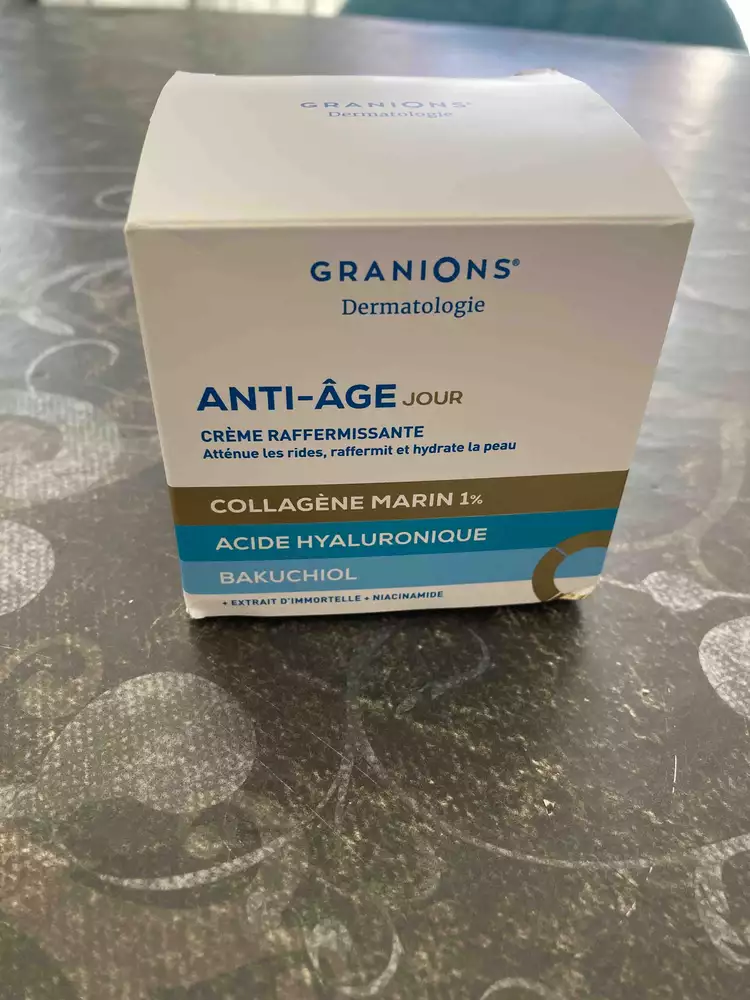 GRANIONS®
Dermatologie
GRANIONS®
Dermatologie
ANTI-ÂGE JOUR
CRÈME RAFFERMISSANTE
Atténue les rides, raffermit et hydrate la peau
COLLAGÈNE MARIN 1%
ACIDE HYALURONIQUE
BAKUCHIOL
+ EXTRAIT D'IMMORTELLE + NIACINAMIDE